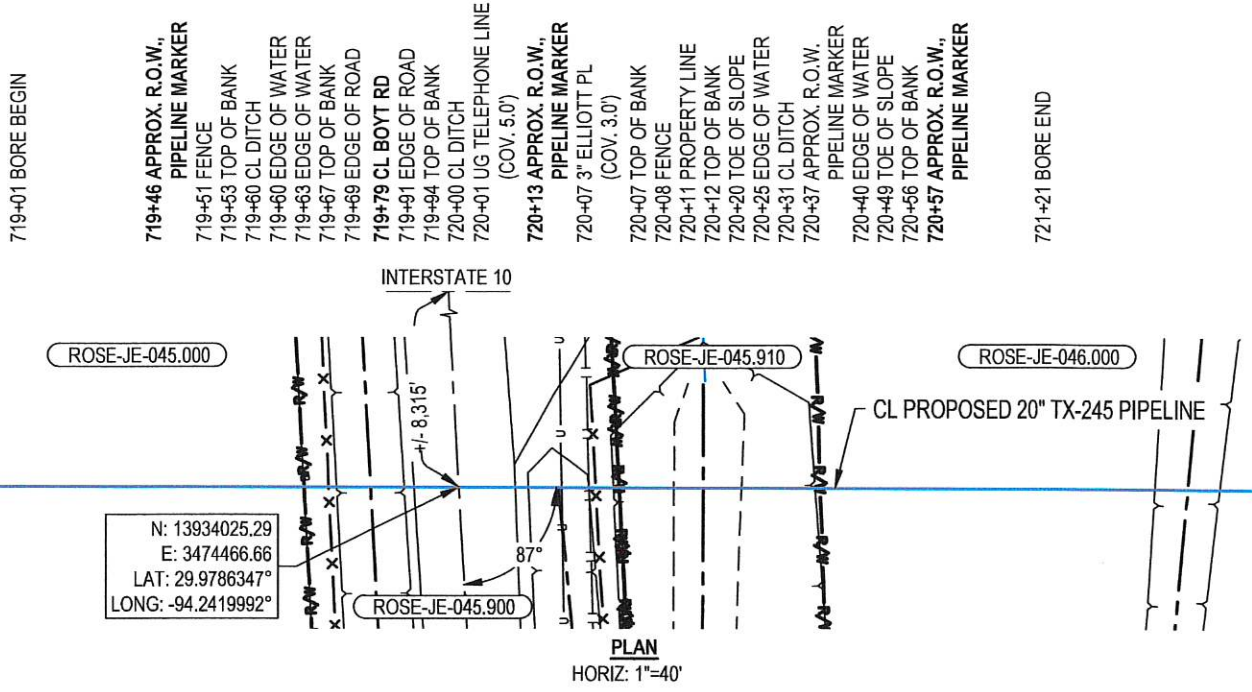 719+01 BORE BEGIN
719+46 APPROX. R.O.W.,
PIPELINE MARKER
719+51 FENCE
719+53 TOP OF BANK
719+60 CL DITCH
719+60 EDGE OF WATER
719+63 EDGE OF WATER
719+67 TOP OF BANK
719+69 EDGE OF ROAD
719+79 CL BOYT RD
719+91 EDGE OF ROAD
719+94 TOP OF BANK
720+00 CL DITCH
720+01 UG TELEPHONE LINE
(COV. 5.0')
720+13 APPROX. R.O.W.,
PIPELINE MARKER
720+07 3" ELLIOTT PL
(COV. 3.0')
720+07 TOP OF BANK
720+08 FENCE
720+11 PROPERTY LINE
720+12 TOP OF BANK
720+20 TOE OF SLOPE
720+25 EDGE OF WATER
720+31 CL DITCH
720+37 APPROX. R.O.W.
PIPELINE MARKER
720+40 EDGE OF WATER
720+49 TOE OF SLOPE
720+56 TOP OF BANK
720+57 APPROX. R.O.W.,
PIPELINE MARKER
721+21 BORE END
INTERSTATE 10
ROSE-JE-045.000
ROSE-JE-045.910
ROSE-JE-046.000
+/- 8,315'
CL PROPOSED 20" TX-245 PIPELINE
N: 13934025.29
E: 3474466.66
LAT: 29.9786347°
LONG: -94.2419992°
87°
ROSE-JE-045.900
R/W
R/W
R/W
R/W
R/W
R/W
R/W
R/W
PLAN
HORIZ: 1"=40'